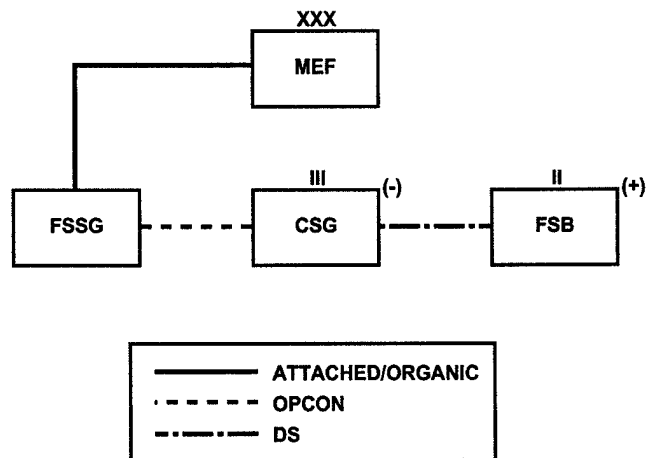 XXX
MEF
FSSG
III
(-)
CSG
II
(+)
FSB
ATTACHED/ORGANIC
OPCON
DS